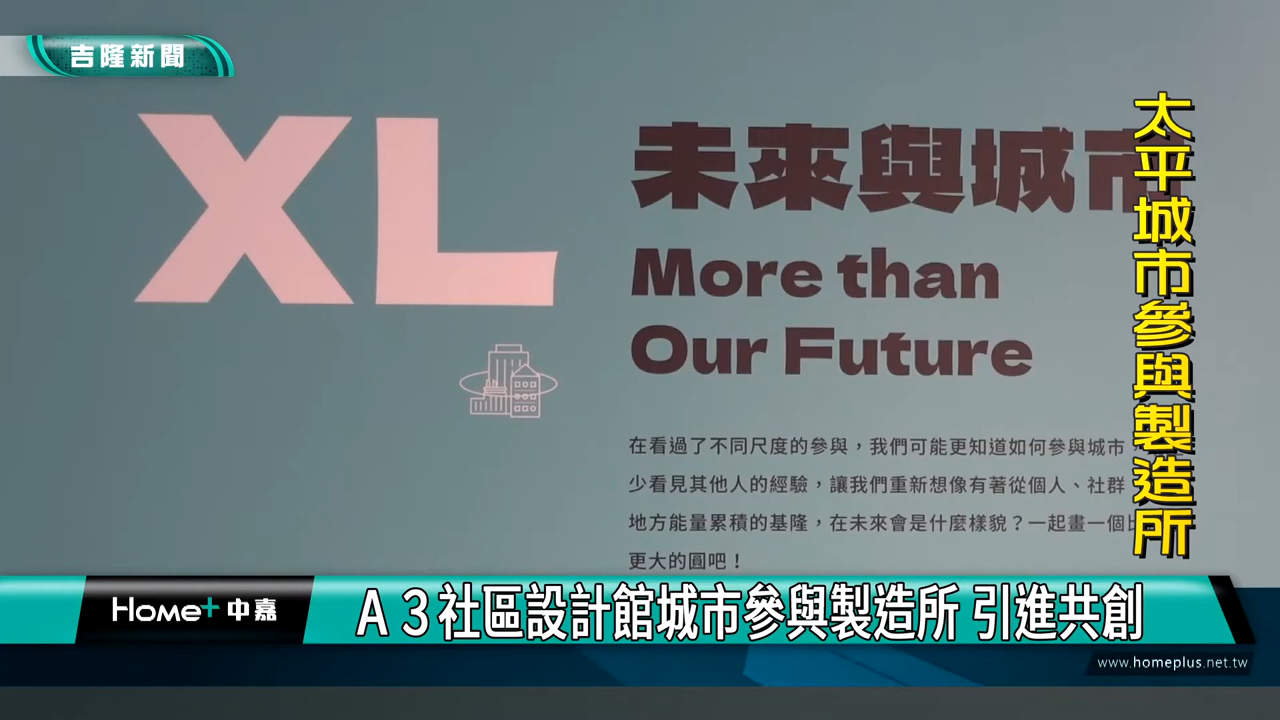 吉隆新聞
XL
未來與城市
More than
Our Future
太平城市參與製造所
在看過了不同尺度的參與，我們可能更知道如何參與城市
少看見其他人的經驗，讓我們重新想像有著從個人、社群
地方能量累積的基隆，在未來會是什麼樣貌？一起畫一個
更大的圓吧！
Home+中嘉
A3社區設計館城市參與製造所 引進共創
www.homeplus.net.tw